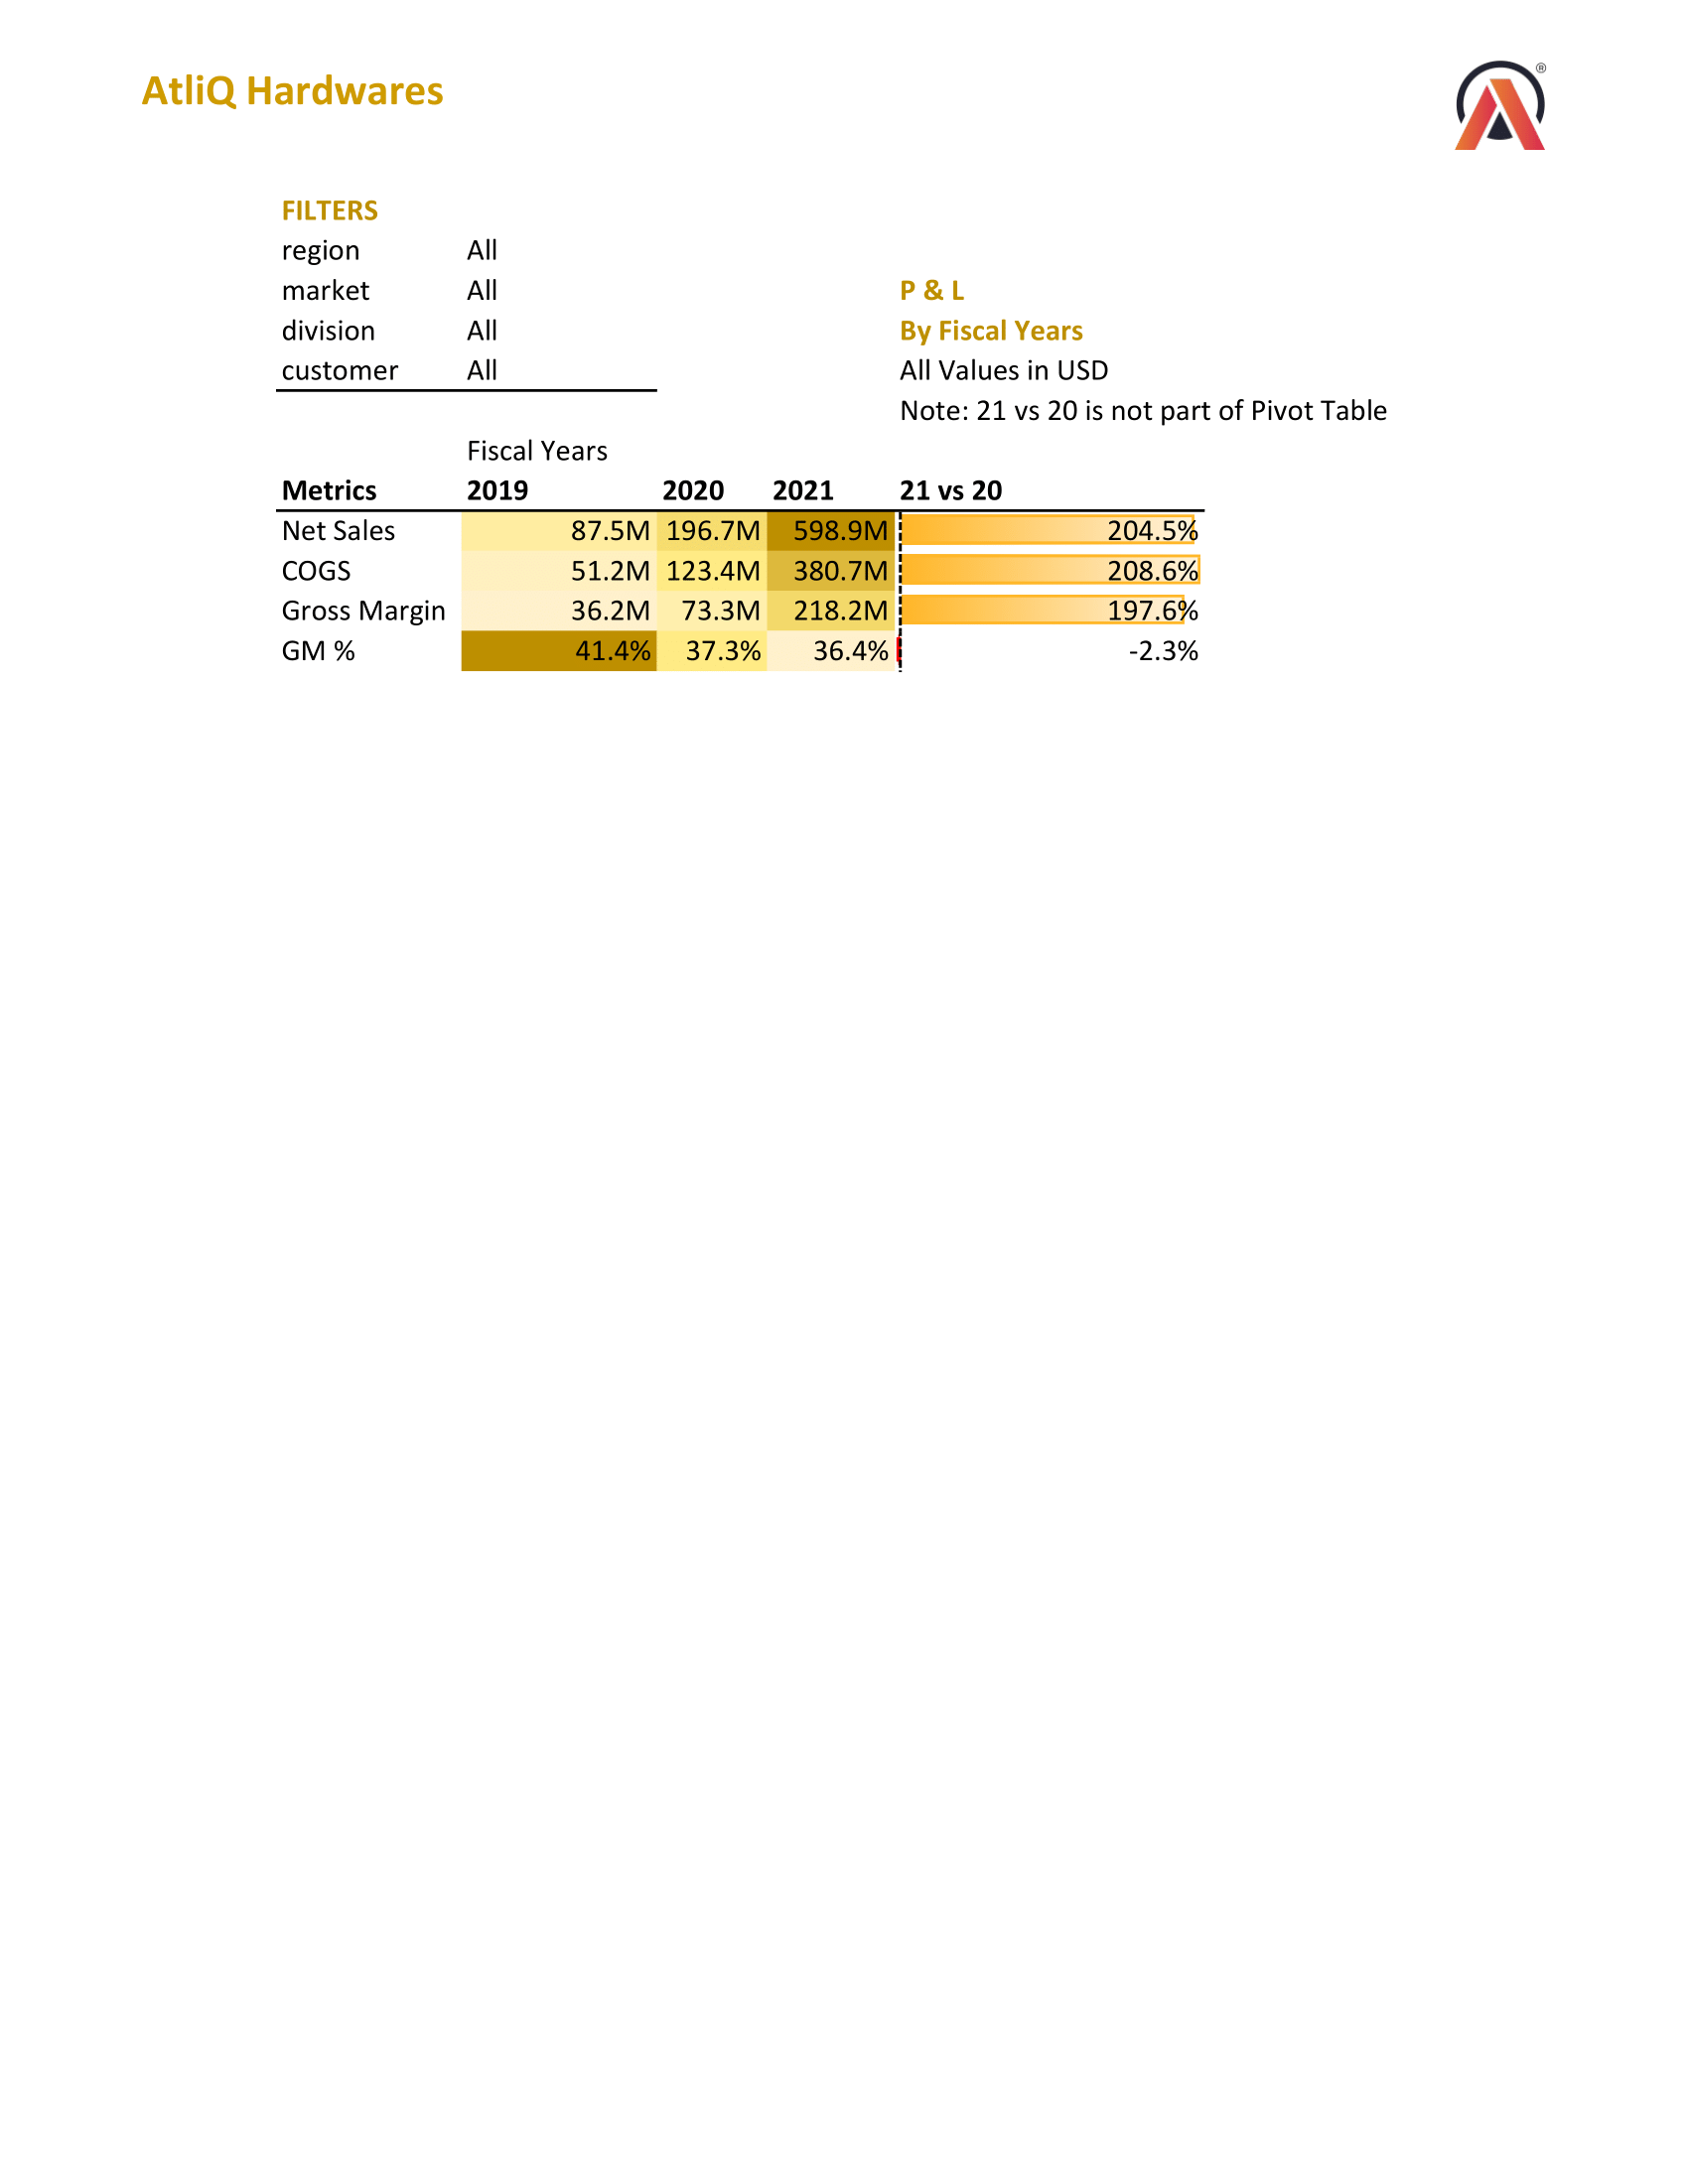 AtliQ Hardwares
®
FILTERS
region All
market All P & L
division All By Fiscal Years
customer All All Values in USD
Note: 21 vs 20 is not part of Pivot Table
Fiscal Years
Metrics 2019 2020 2021 21 vs 20
Net Sales 87.5M 196.7M 598.9M 204.5%
COGS 51.2M 123.4M 380.7M 208.6%
Gross Margin 36.2M 73.3M 218.2M 197.6%
GM % 41.4% 37.3% 36.4% -2.3%